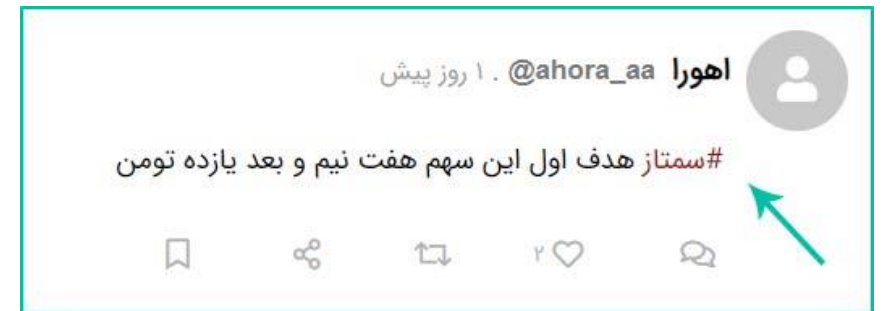 اهورا @ahora_aa . ۱ روز پیش
#سمتاز هدف اول این سهم هفت نیم و بعد یازده تومن
۲